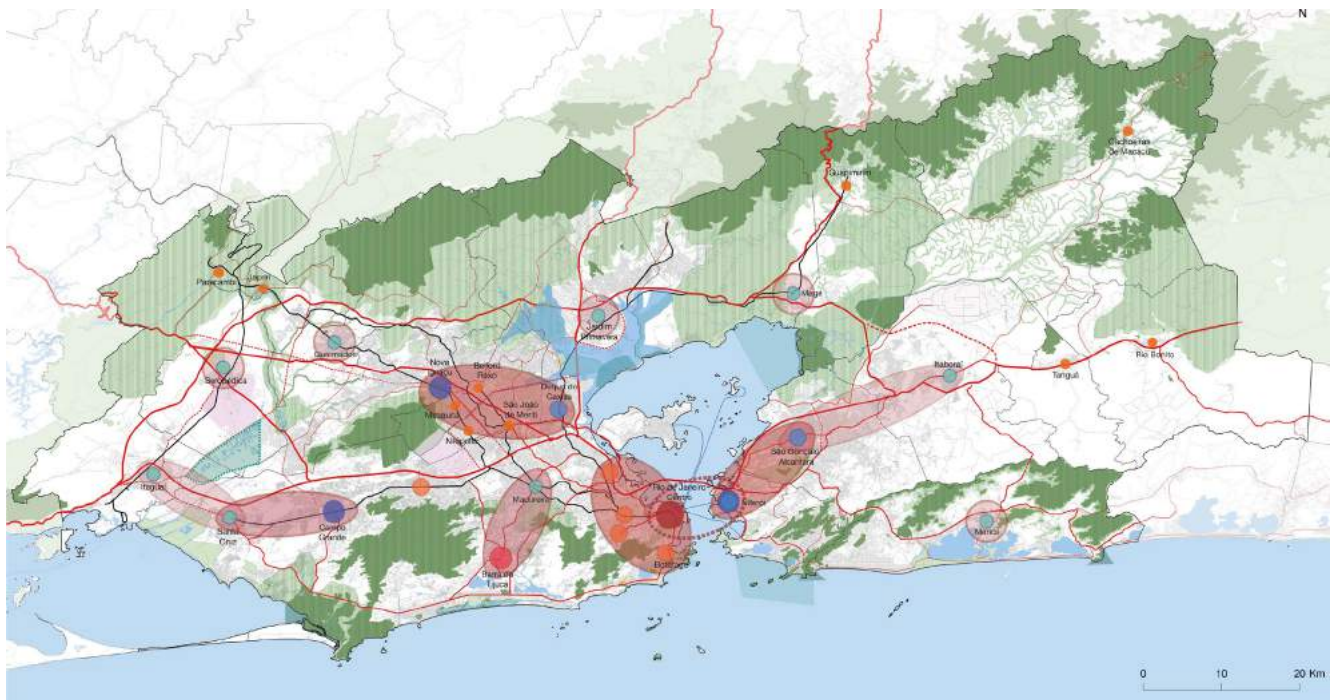 N
Cachoeiras
de Macacu
Guapimirim
Paracambi
Japeri
Magé
Jardim
Primavera
Queimados
Rio Bonito
Itaboraí
Tanguá
Seropédica
Nova
Iguaçu
Belford
Roxo
Duque de
Caxias
Mesquita
São João
de Meriti
Nilópolis
São Gonçalo
Alcântara
Itaguaí
Madureira
Rio de Janeiro
Centro
Niterói
Santa
Cruz
Campo
Grande
Maricá
Barra da
Tijuca
Botafogo
0 10 20 Km